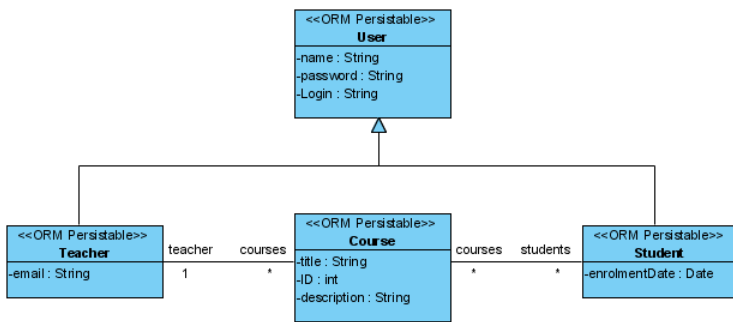 <<ORM Persistable>>
User
-name : String
-password : String
-Login : String
<<ORM Persistable>>
Teacher
-email : String
teacher courses
1 *
<<ORM Persistable>>
Course
-title : String
-ID : int
-description : String
courses students
* *
<<ORM Persistable>>
Student
-enrolmentDate : Date